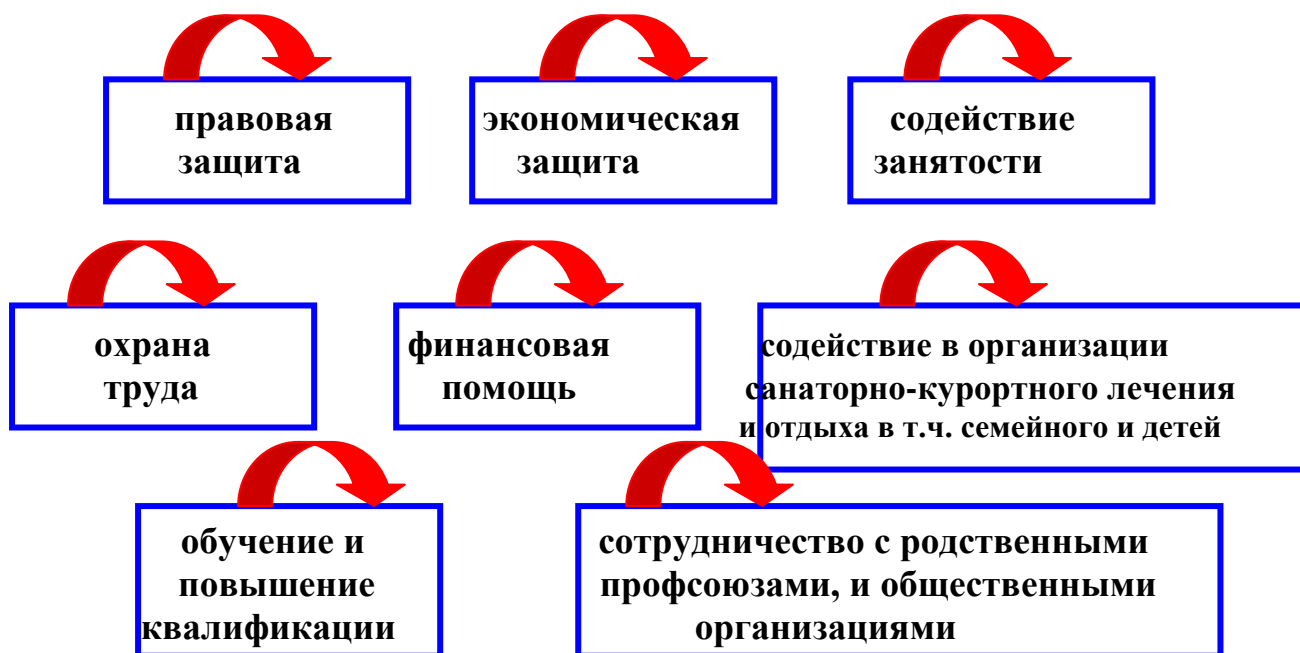 правовая
защита
экономическая
защита
содействие
занятости
охрана
труда
финансовая
помощь
содействие в организации
санаторно-курортного лечения
и отдыха в т.ч. семейного и детей
обучение и
повышение
квалификации
сотрудничество с родственными
профсоюзами, и общественными
организациями